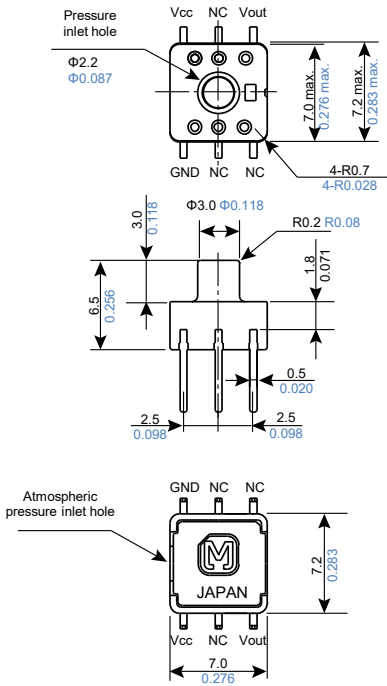 Vcc NC Vout
Pressure
inlet hole
Φ2.2
Φ0.087
7.0 max.
0.276 max.
7.2 max.
0.283 max.
GND NC NC
4-R0.7
4-R0.028
3.0
0.118
Φ3.0 Φ0.118
R0.2 R0.08
1.8
0.071
6.5
0.256
0.5
0.020
2.5
0.098
2.5
0.098
GND NC NC
Atmospheric
pressure inlet hole
M
JAPAN
7.2
0.283
Vcc NC Vout
7.0
0.276